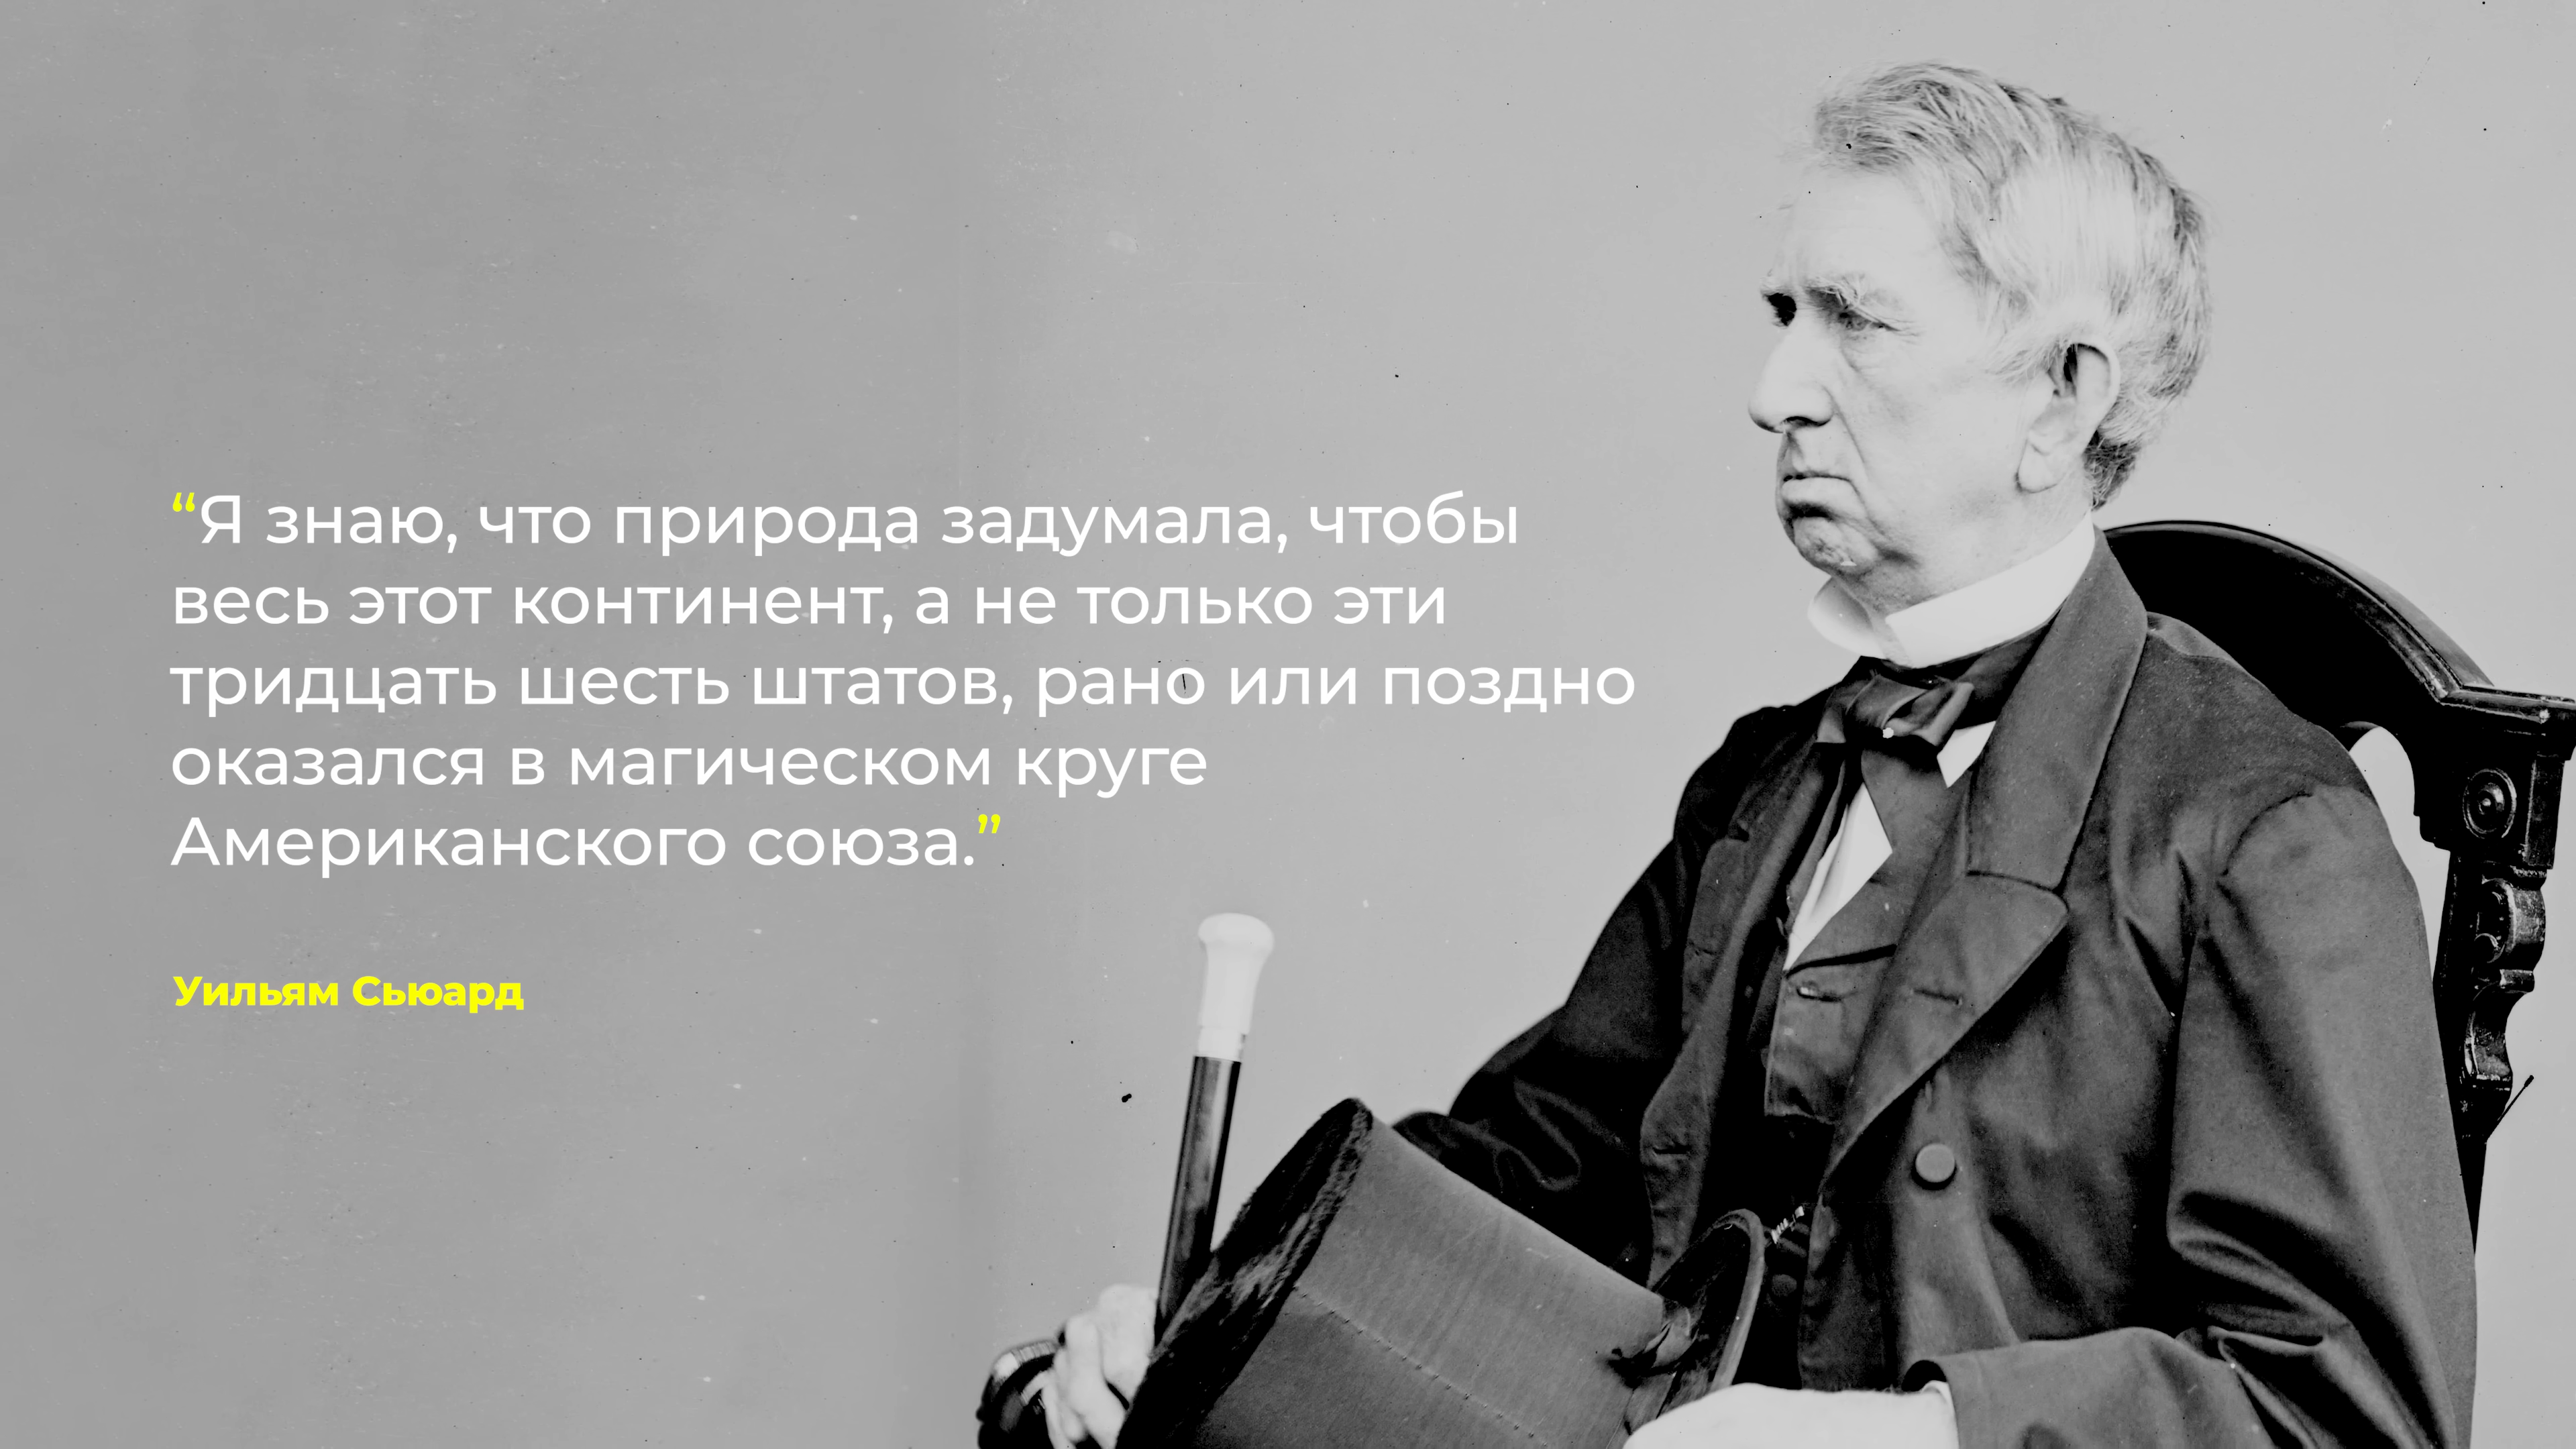 “Я знаю, что природа задумала, чтобы
весь этот континент, а не только эти
тридцать шесть штатов, рано или поздно
оказался в магическом круге
Американского союза.”
Уильям Сьюард